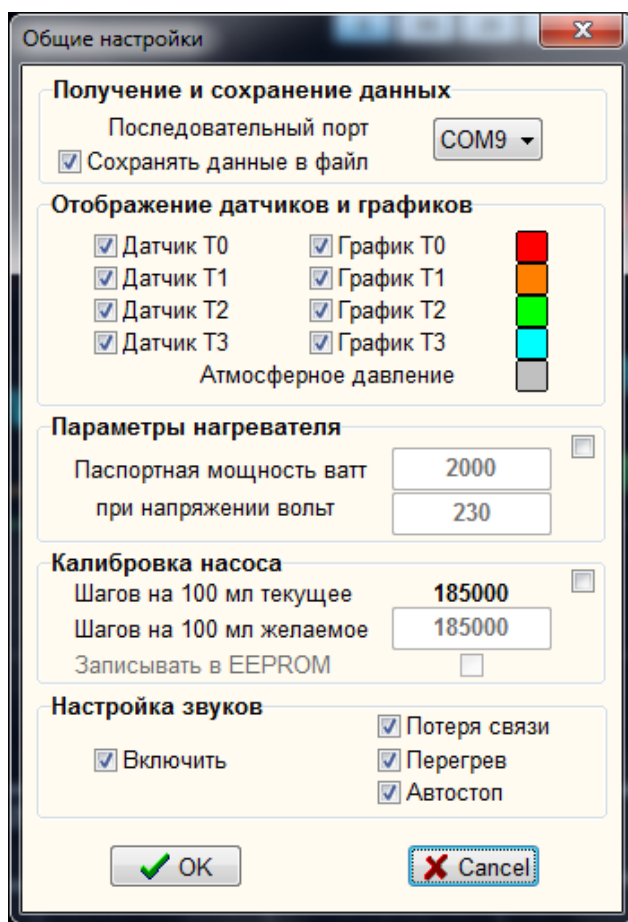 Общие настройки
Получение и сохранение данных
Последовательный порт COM9
Сохранять данные в файл
Отображение датчиков и графиков
Датчик T0 График T0
Датчик T1 График T1
Датчик T2 График T2
Датчик T3 График T3
Атмосферное давление
Параметры нагревателя
Паспортная мощность ватт 2000
при напряжении вольт 230
Калибровка насоса
Шагов на 100 мл текущее 185000
Шагов на 100 мл желаемое 185000
Записывать в EEPROM
Настройка звуков
Потеря связи
Включить Перегрев
Автостоп
OK Cancel